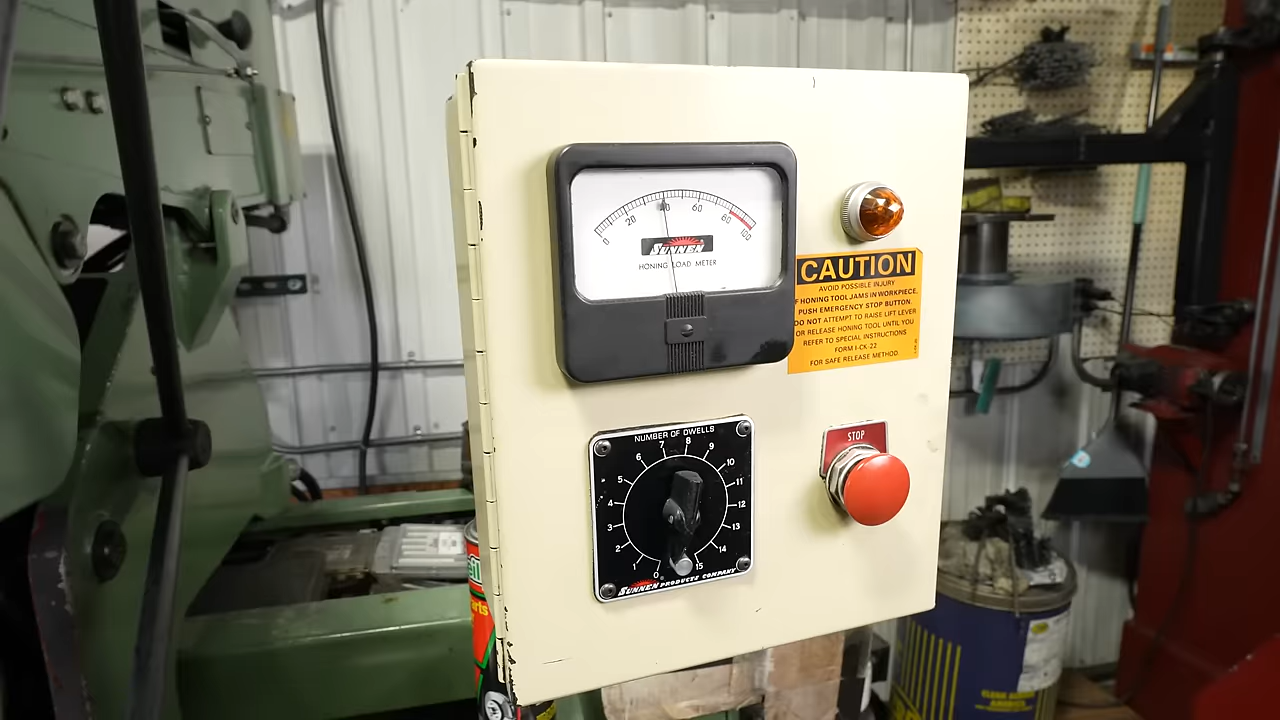 0 20 40 60 80 100
SUNNEN
HONING LOAD METER
CAUTION
AVOID POSSIBLE INJURY
IF HONING TOOL JAMS IN WORKPIECE,
PUSH EMERGENCY STOP BUTTON.
DO NOT ATTEMPT TO RAISE LIFT LEVER
OR RELEASE HONING TOOL UNTIL YOU
REFER TO SPECIAL INSTRUCTIONS
FORM I-CK-22
FOR SAFE RELEASE METHOD
NUMBER OF DWELLS
0 1 2 3 4 5 6 7 8 9 10 11 12 13 14 15
SUNNEN PRODUCTS COMPANY
STOP